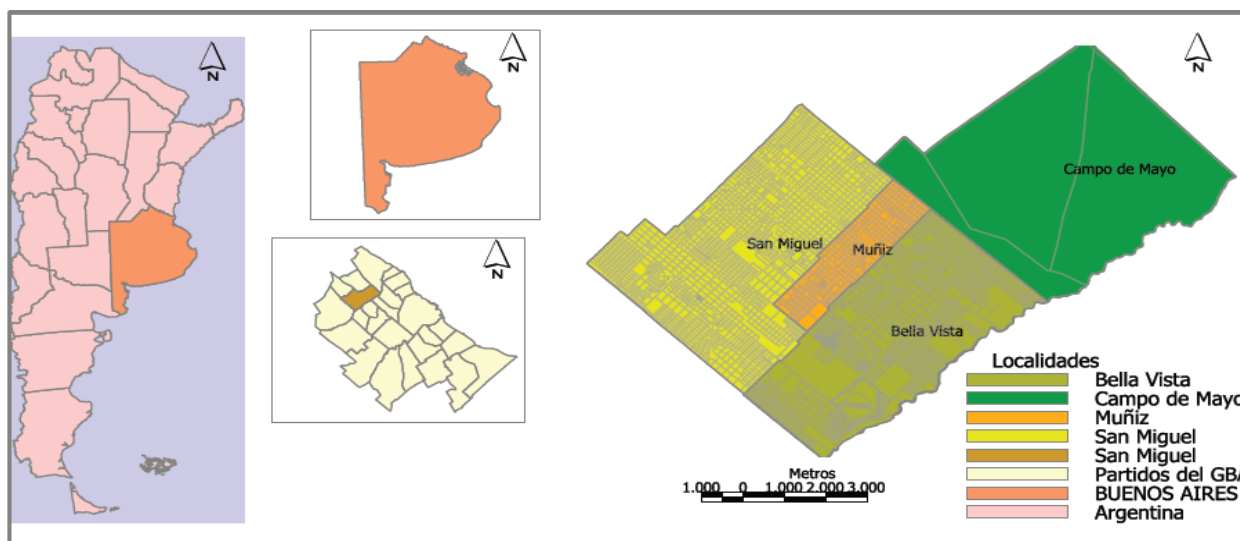 N
N
N
N
Campo de Mayo
San Miguel
Muñiz
Bella Vista
Localidades
Bella Vista
Campo de Mayo
Muñiz
San Miguel
San Miguel
Partidos del GBA
BUENOS AIRES
Argentina
Metros
1.000 0 1.000 2.000 3.000